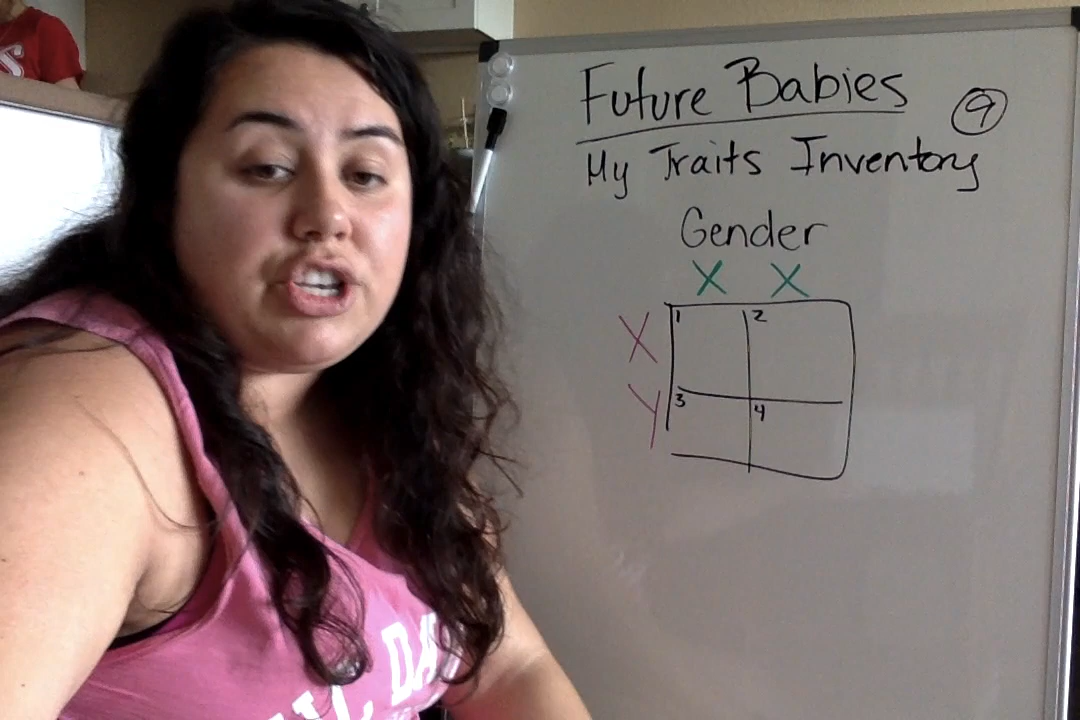 Future Babies 9
My Traits Inventory
Gender
X X
X 1 2
Y 3 4